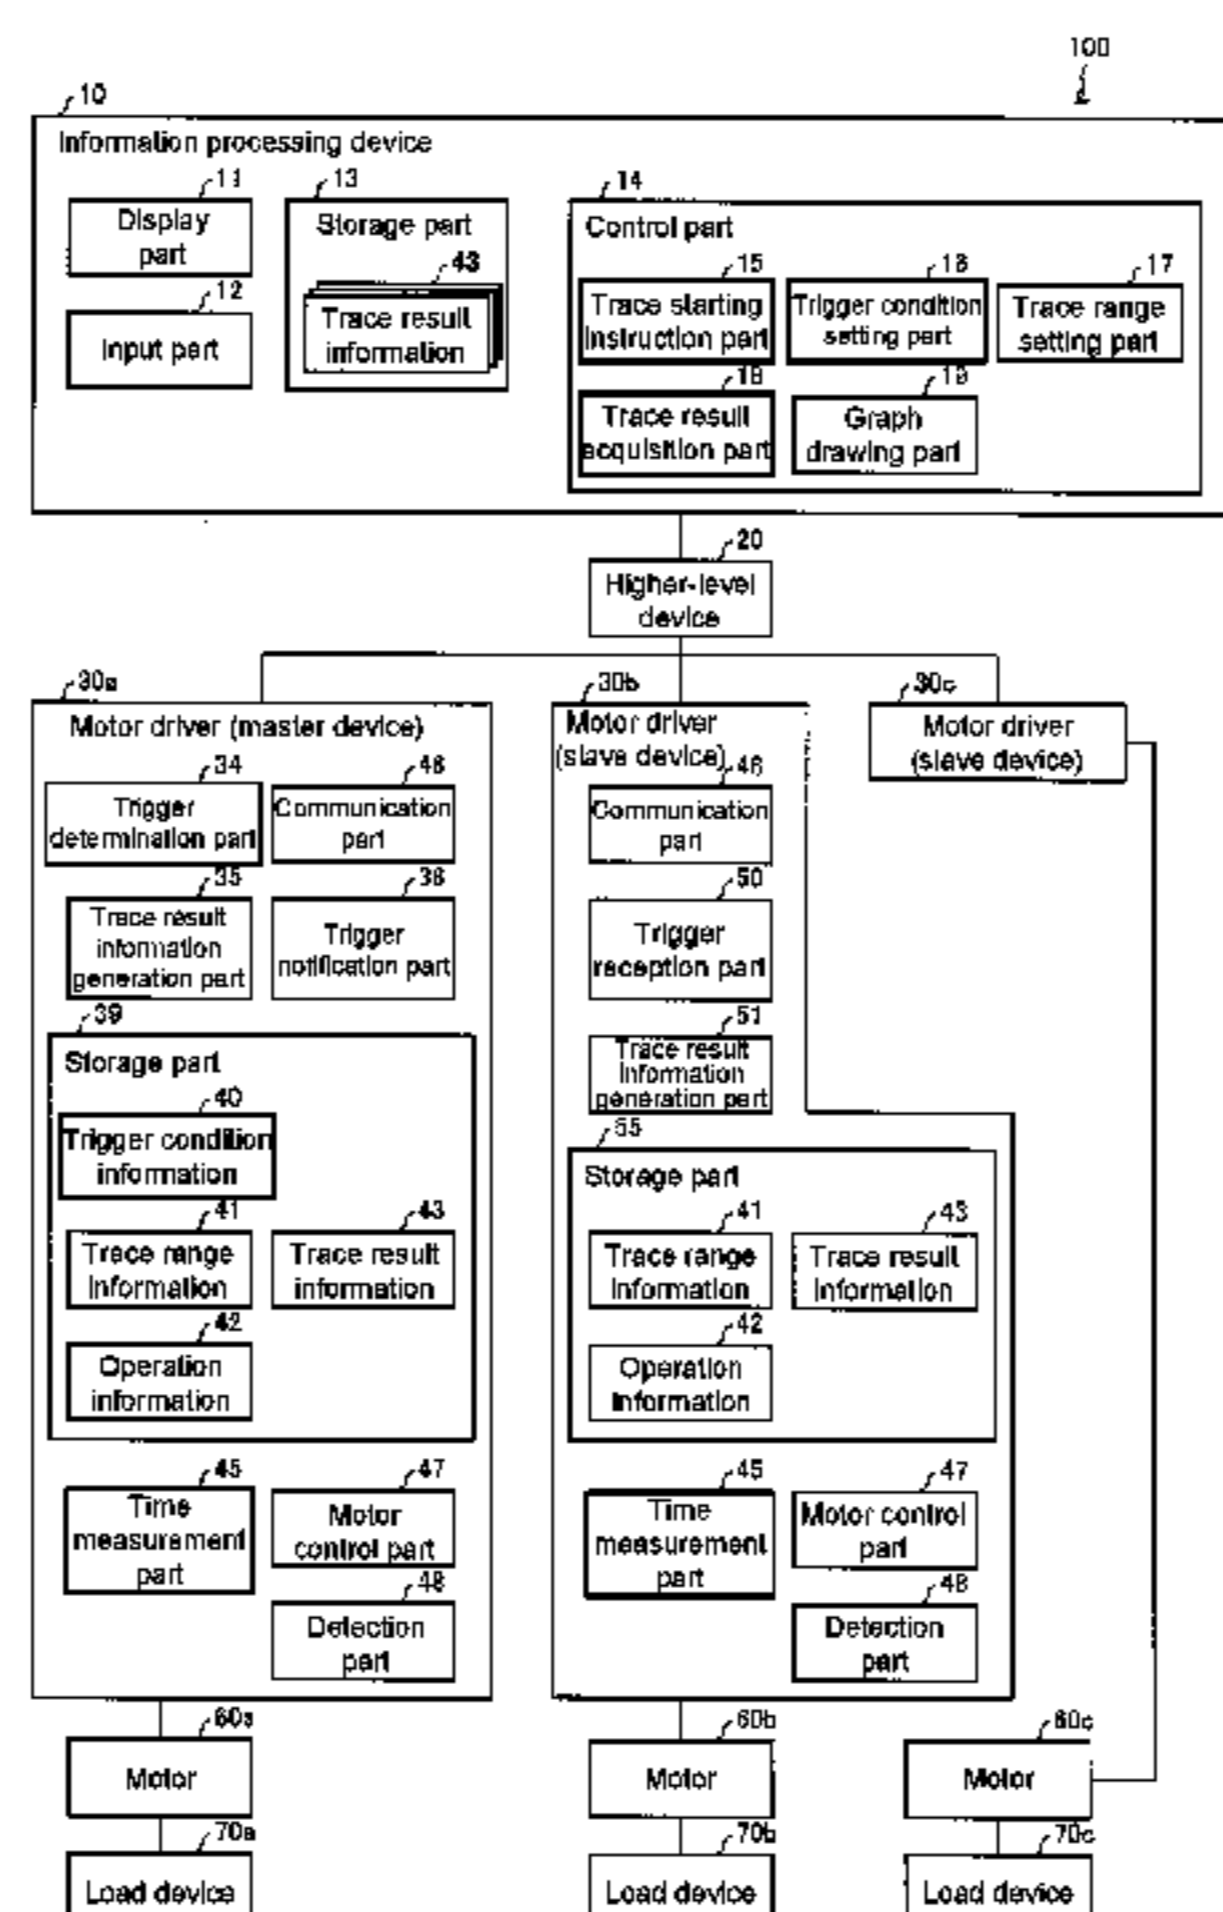 100
10
Information processing device
11
Display
part
12
Input part
13
Storage part
43
Trace result
information
14
Control part
15
Trace starting
instruction part
16
Trigger condition
setting part
17
Trace range
setting part
18
Trace result
acquisition part
19
Graph
drawing part
20
Higher-level
device
30a
Motor driver (master device)
34
Trigger
determination part
46
Communication
part
35
Trace result
information
generation part
36
Trigger
notification part
39
Storage part
40
Trigger condition
information
41
Trace range
information
43
Trace result
information
42
Operation
information
45
Time
measurement
part
47
Motor
control part
48
Detection
part
60a
Motor
70a
Load device
30b
Motor driver
(slave device)
46
Communication
part
50
Trigger
reception part
51
Trace result
information
generation part
55
Storage part
41
Trace range
information
43
Trace result
information
42
Operation
information
45
Time
measurement
part
47
Motor control
part
48
Detection
part
60b
Motor
70b
Load device
30c
Motor driver
(slave device)
60c
Motor
70c
Load device